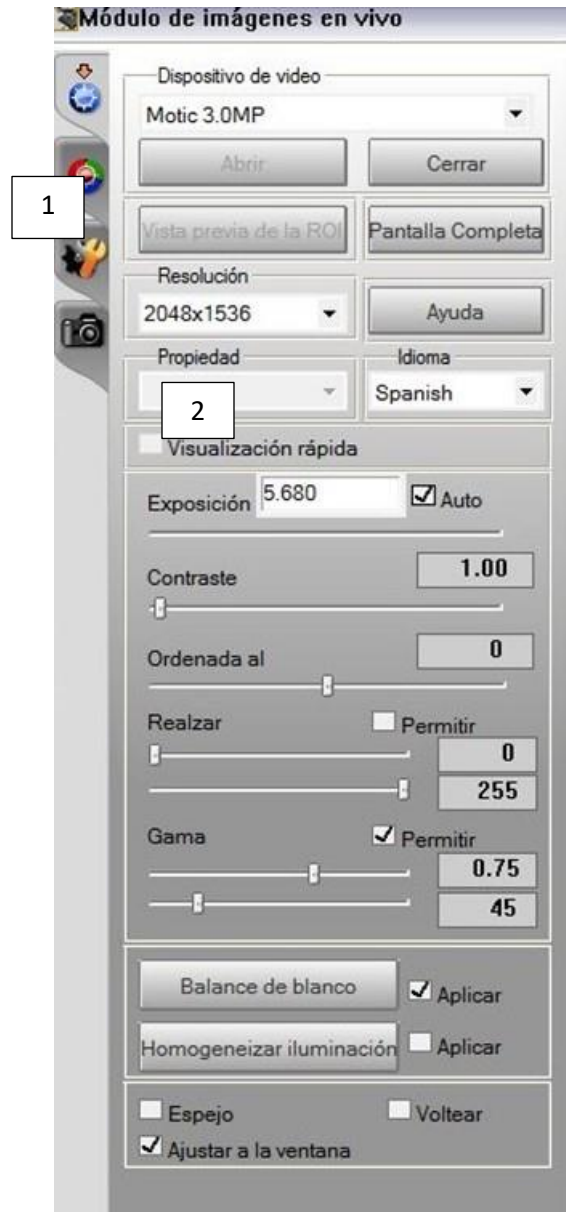 Módulo de imágenes en vivo
Dispositivo de video
Motic 3.0MP
Abrir Cerrar
1
Vista previa de la ROI Pantalla Completa
Resolución
2048x1536 Ayuda
Propiedad Idioma
2 Spanish
Visualización rápida
Exposición 5.680 Auto
Contraste 1.00
Ordenada al 0
Realzar Permitir
0
255
Gama Permitir
0.75
45
Balance de blanco Aplicar
Homogeneizar iluminación Aplicar
Espejo Voltear
Ajustar a la ventana